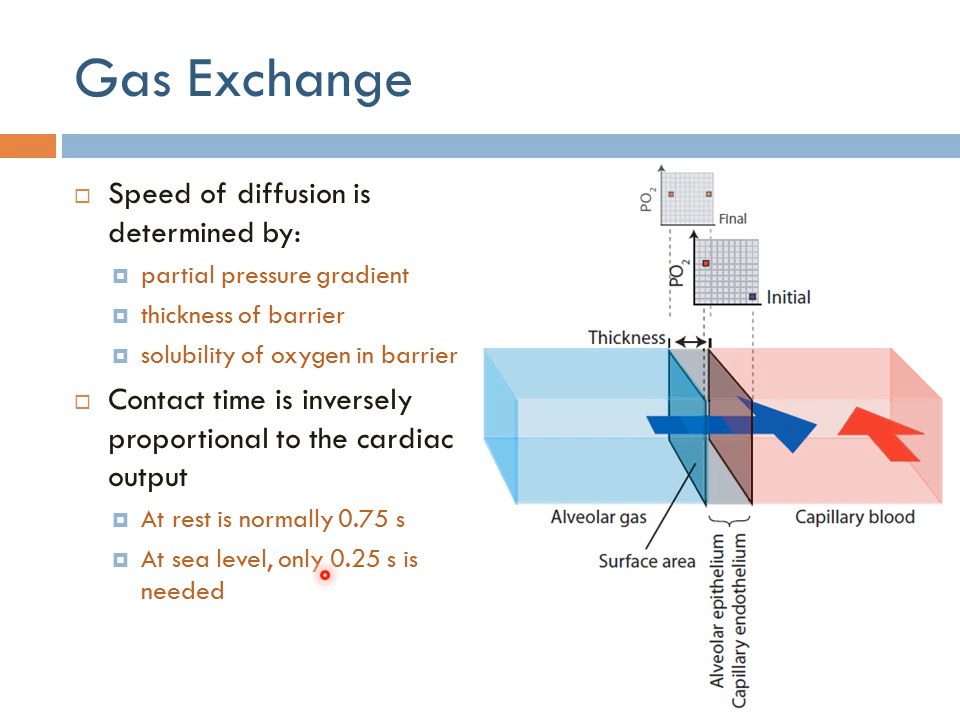 Gas Exchange
Speed of diffusion is
determined by:
partial pressure gradient
thickness of barrier
solubility of oxygen in barrier
Contact time is inversely
proportional to the cardiac
output
At rest is normally 0.75 s
At sea level, only 0.25 s is
needed
PO2
Final
PO2
Initial
Thickness
Alveolar gas
Capillary blood
Surface area
Alveolar epithelium
Capillary endothelium